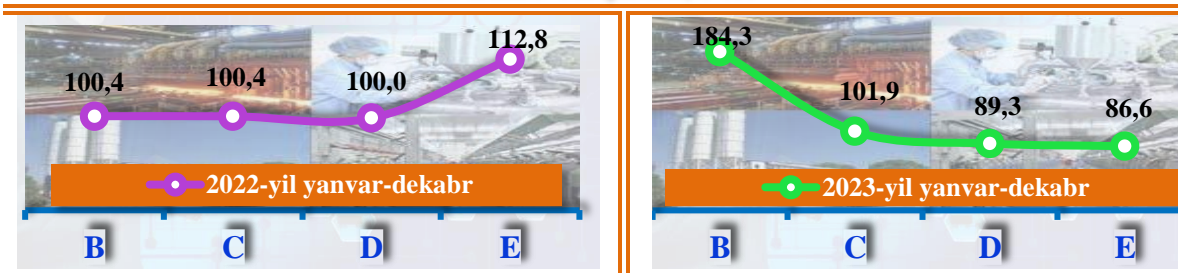 100,4
100,4
100,0
112,8
2022-yil yanvar-dekabr
B C D E
184,3
101,9
89,3
86,6
2023-yil yanvar-dekabr
B C D E